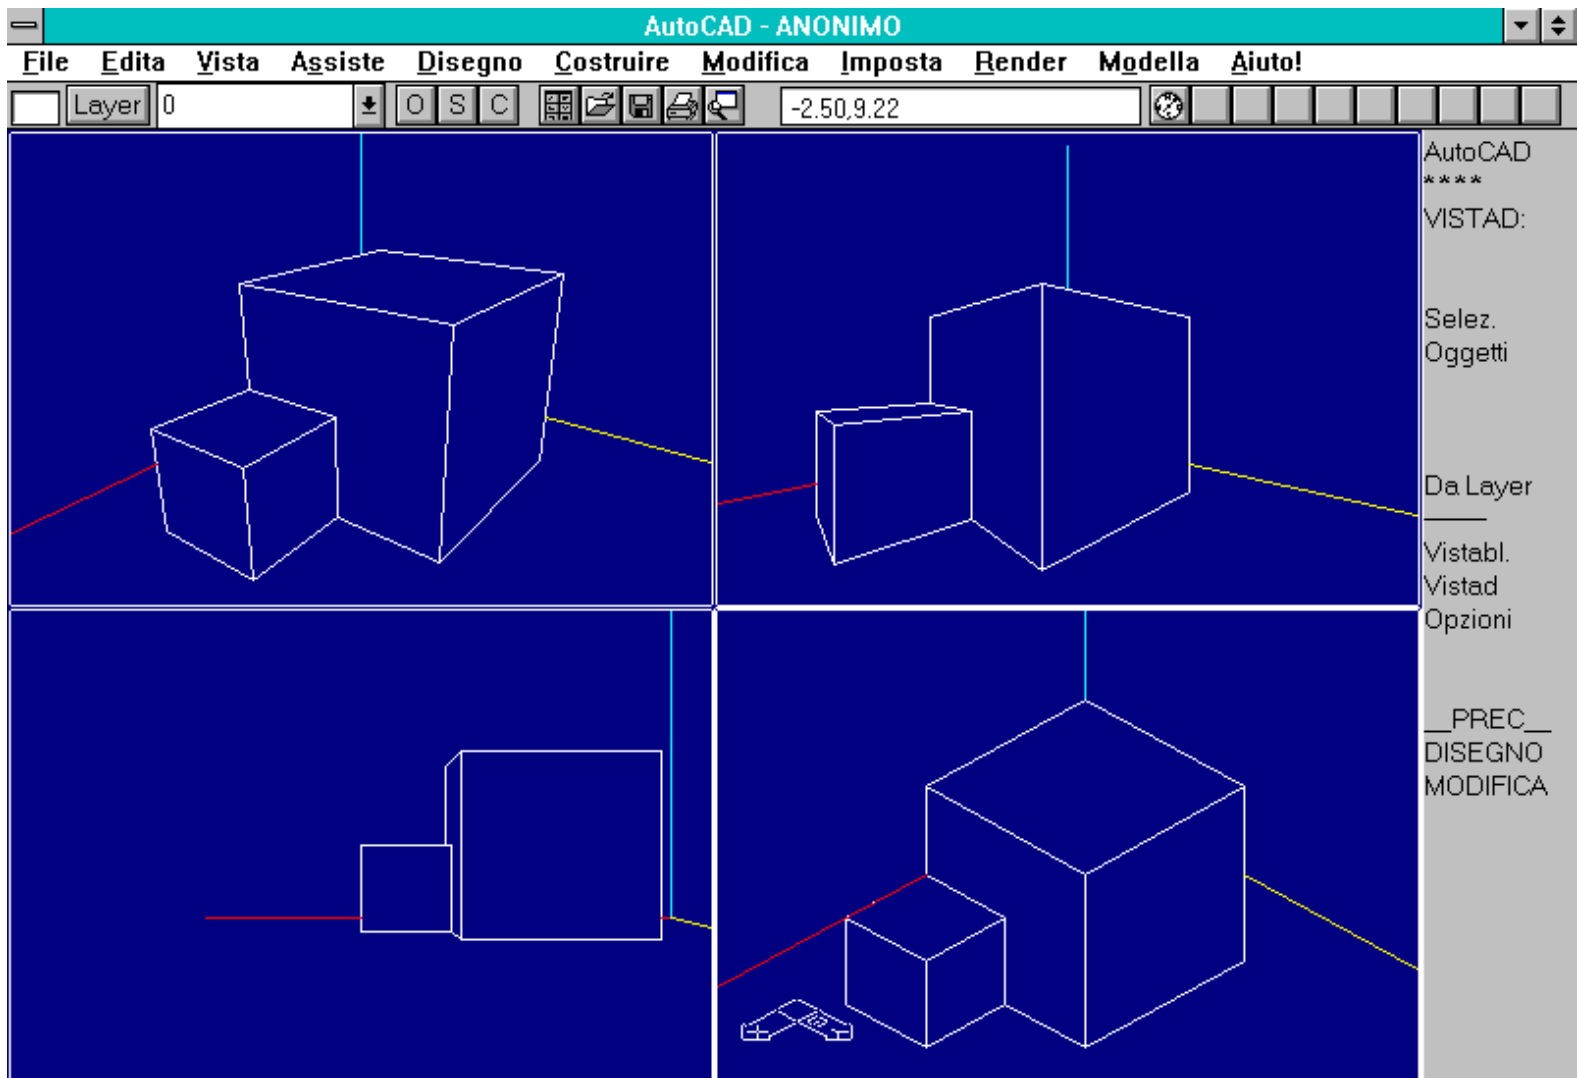 AutoCAD - ANONIMO
File Edita Vista Assiste Disegno Costruire Modifica Imposta Render Modella Aiuto!
Layer 0 O S C -2.50,9.22
AutoCAD
****
VISTAD:
Selez.
Oggetti
Da Layer
Vistabl.
Vistad
Opzioni
__PREC__
DISEGNO
MODIFICA